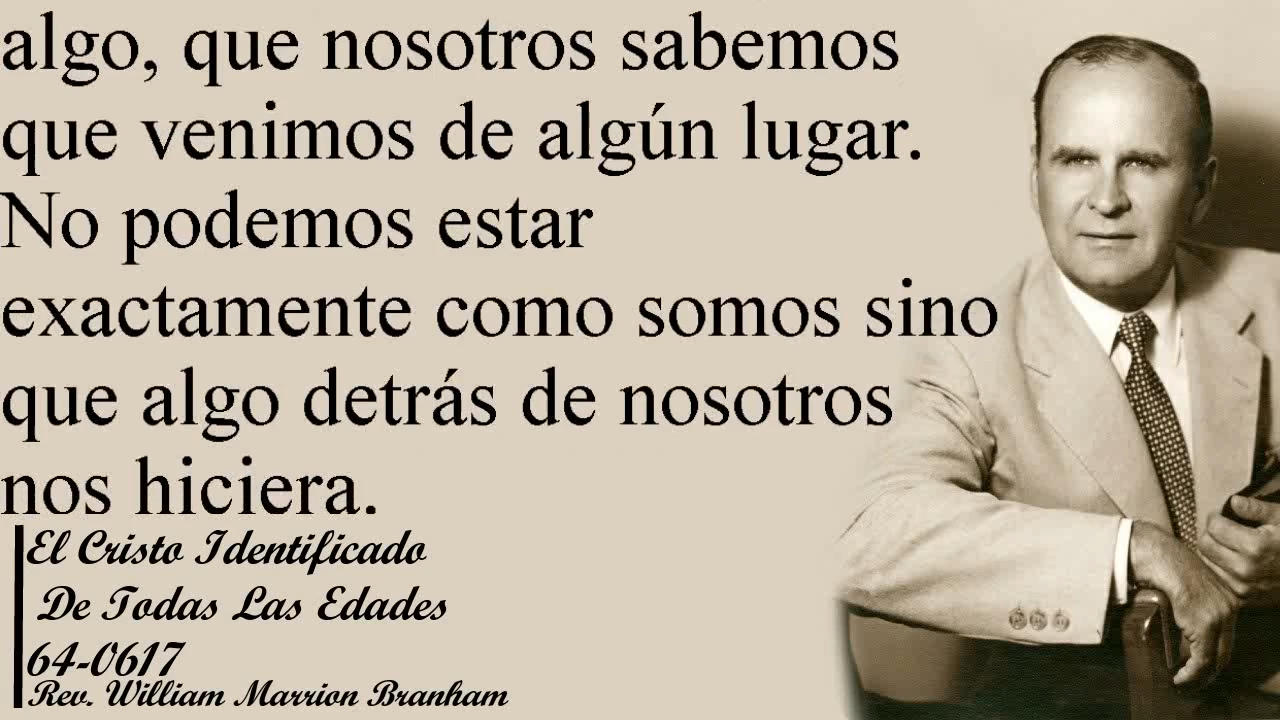 algo, que nosotros sabemos
que venimos de algún lugar.
No podemos estar
exactamente como somos sino
que algo detrás de nosotros
nos hiciera.
El Cristo Identificado
De Todas Las Edades
64-0617
Rev. William Marrion Branham